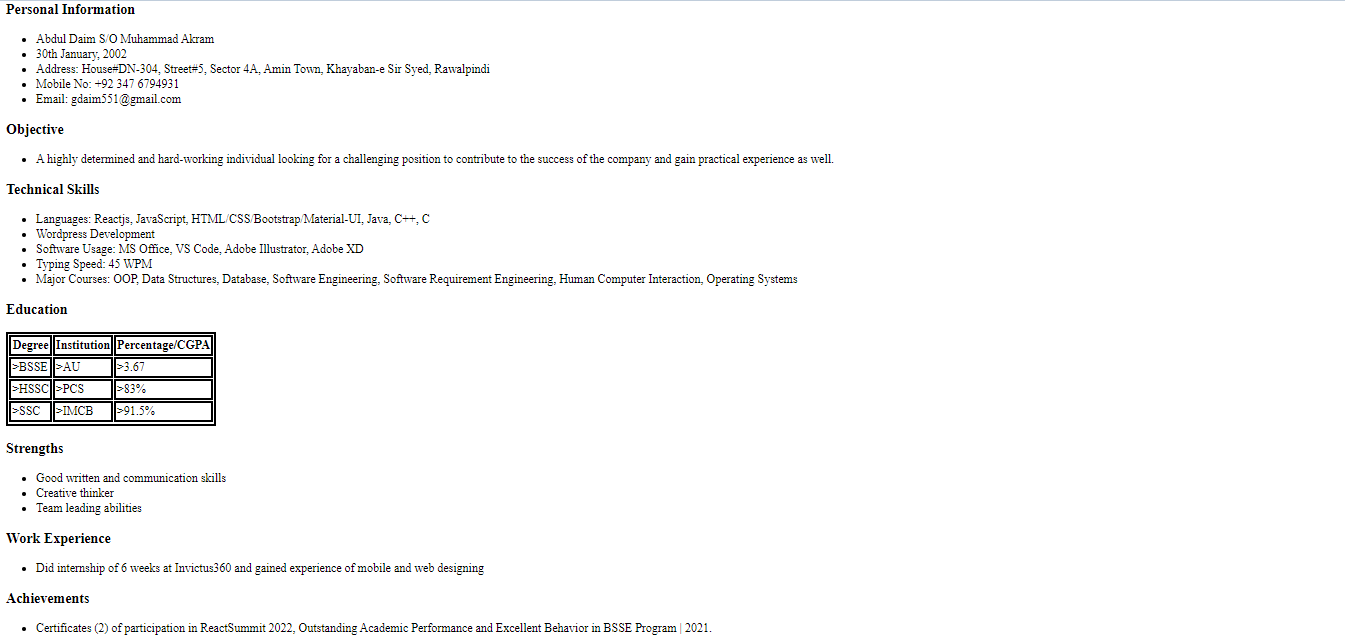 Personal Information
• Abdul Daim S/O Muhammad Akram
• 30th January, 2002
• Address: House#DN-304, Street#5, Sector 4A, Amin Town, Khayaban-e Sir Syed, Rawalpindi
• Mobile No: +92 347 6794931
• Email: gdaim551@gmail.com
Objective
• A highly determined and hard-working individual looking for a challenging position to contribute to the success of the company and gain practical experience as well.
Technical Skills
• Languages: Reactjs, JavaScript, HTML/CSS/Bootstrap/Material-UI, Java, C++, C
• Wordpress Development
• Software Usage: MS Office, VS Code, Adobe Illustrator, Adobe XD
• Typing Speed: 45 WPM
• Major Courses: OOP, Data Structures, Database, Software Engineering, Software Requirement Engineering, Human Computer Interaction, Operating Systems
Education
Degree Institution Percentage/CGPA
>BSSE >AU >3.67
>HSSC >PCS >83%
>SSC >IMCB >91.5%
Strengths
• Good written and communication skills
• Creative thinker
• Team leading abilities
Work Experience
• Did internship of 6 weeks at Invictus360 and gained experience of mobile and web designing
Achievements
• Certificates (2) of participation in ReactSummit 2022, Outstanding Academic Performance and Excellent Behavior in BSSE Program | 2021.